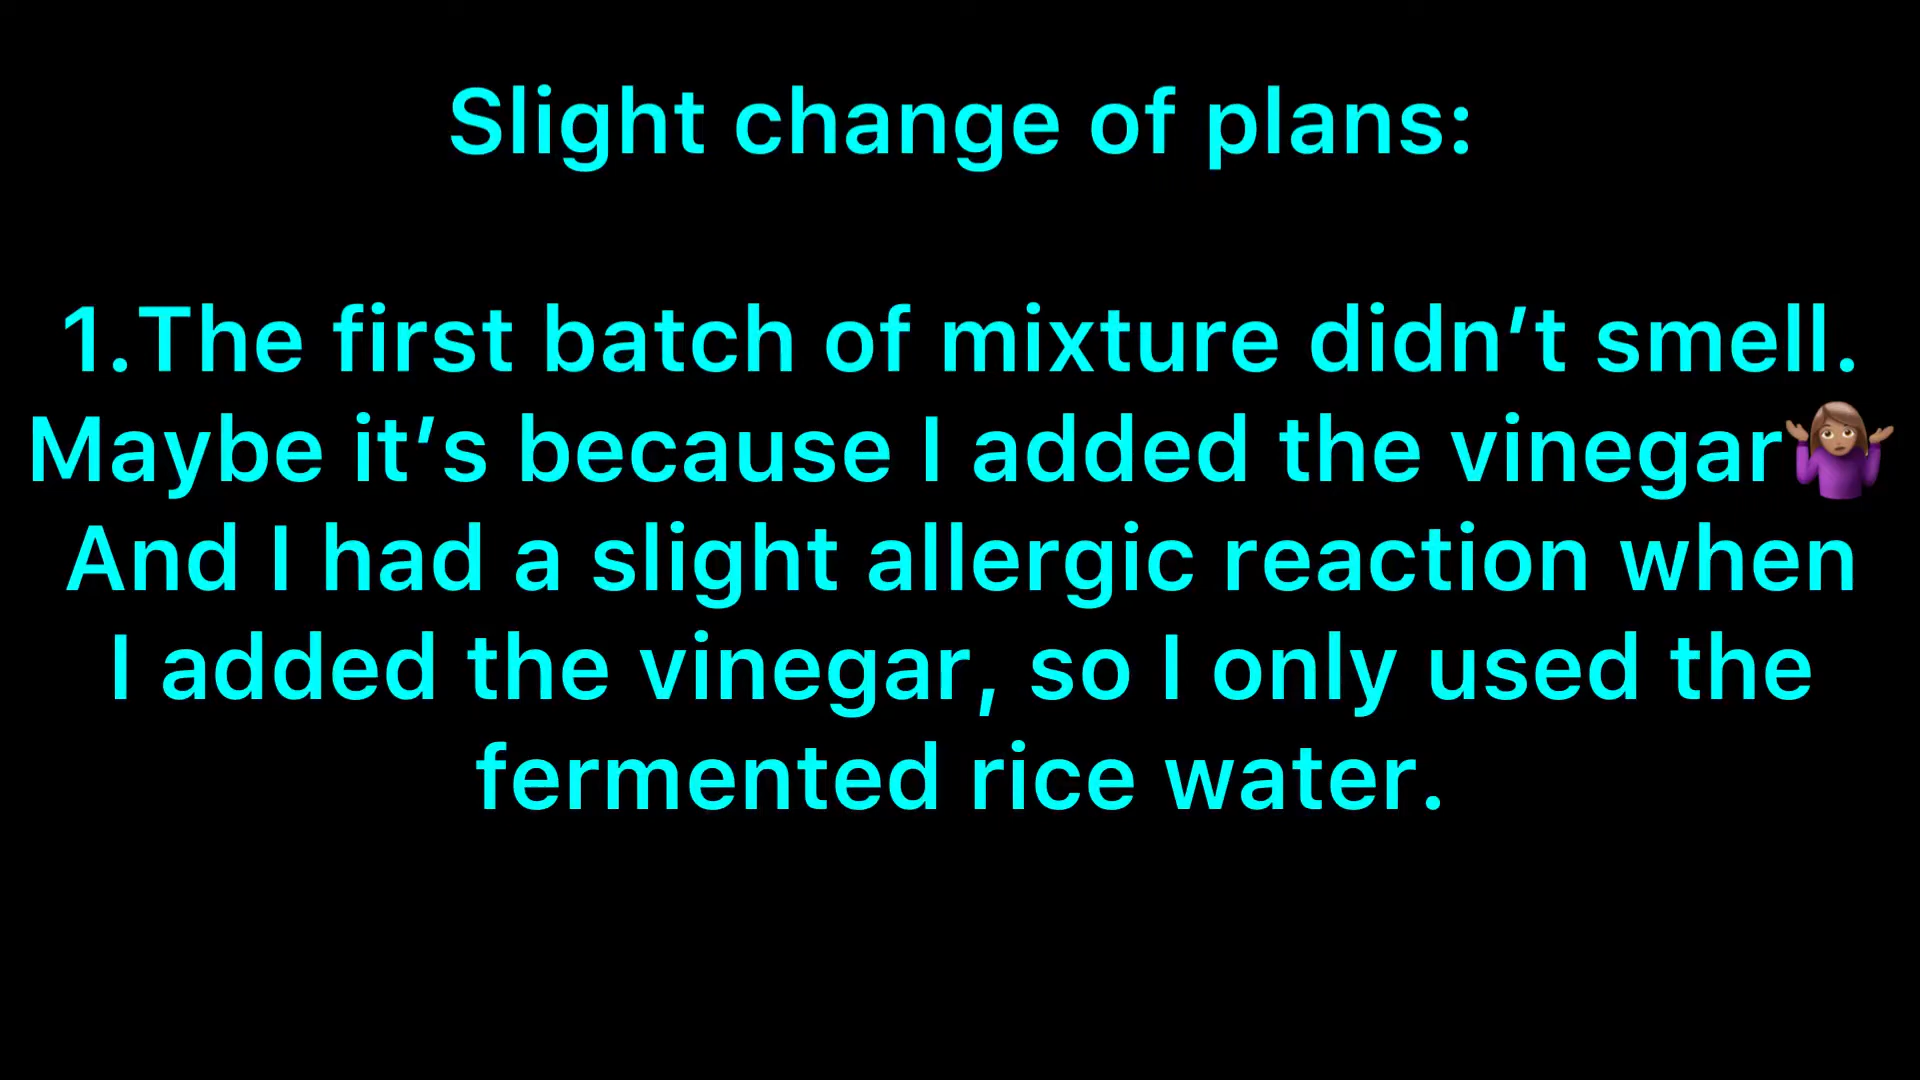 Slight change of plans:
1.The first batch of mixture didn’t smell.
Maybe it’s because I added the vinegar🤷🏽‍♀️
And I had a slight allergic reaction when
I added the vinegar, so I only used the
fermented rice water.